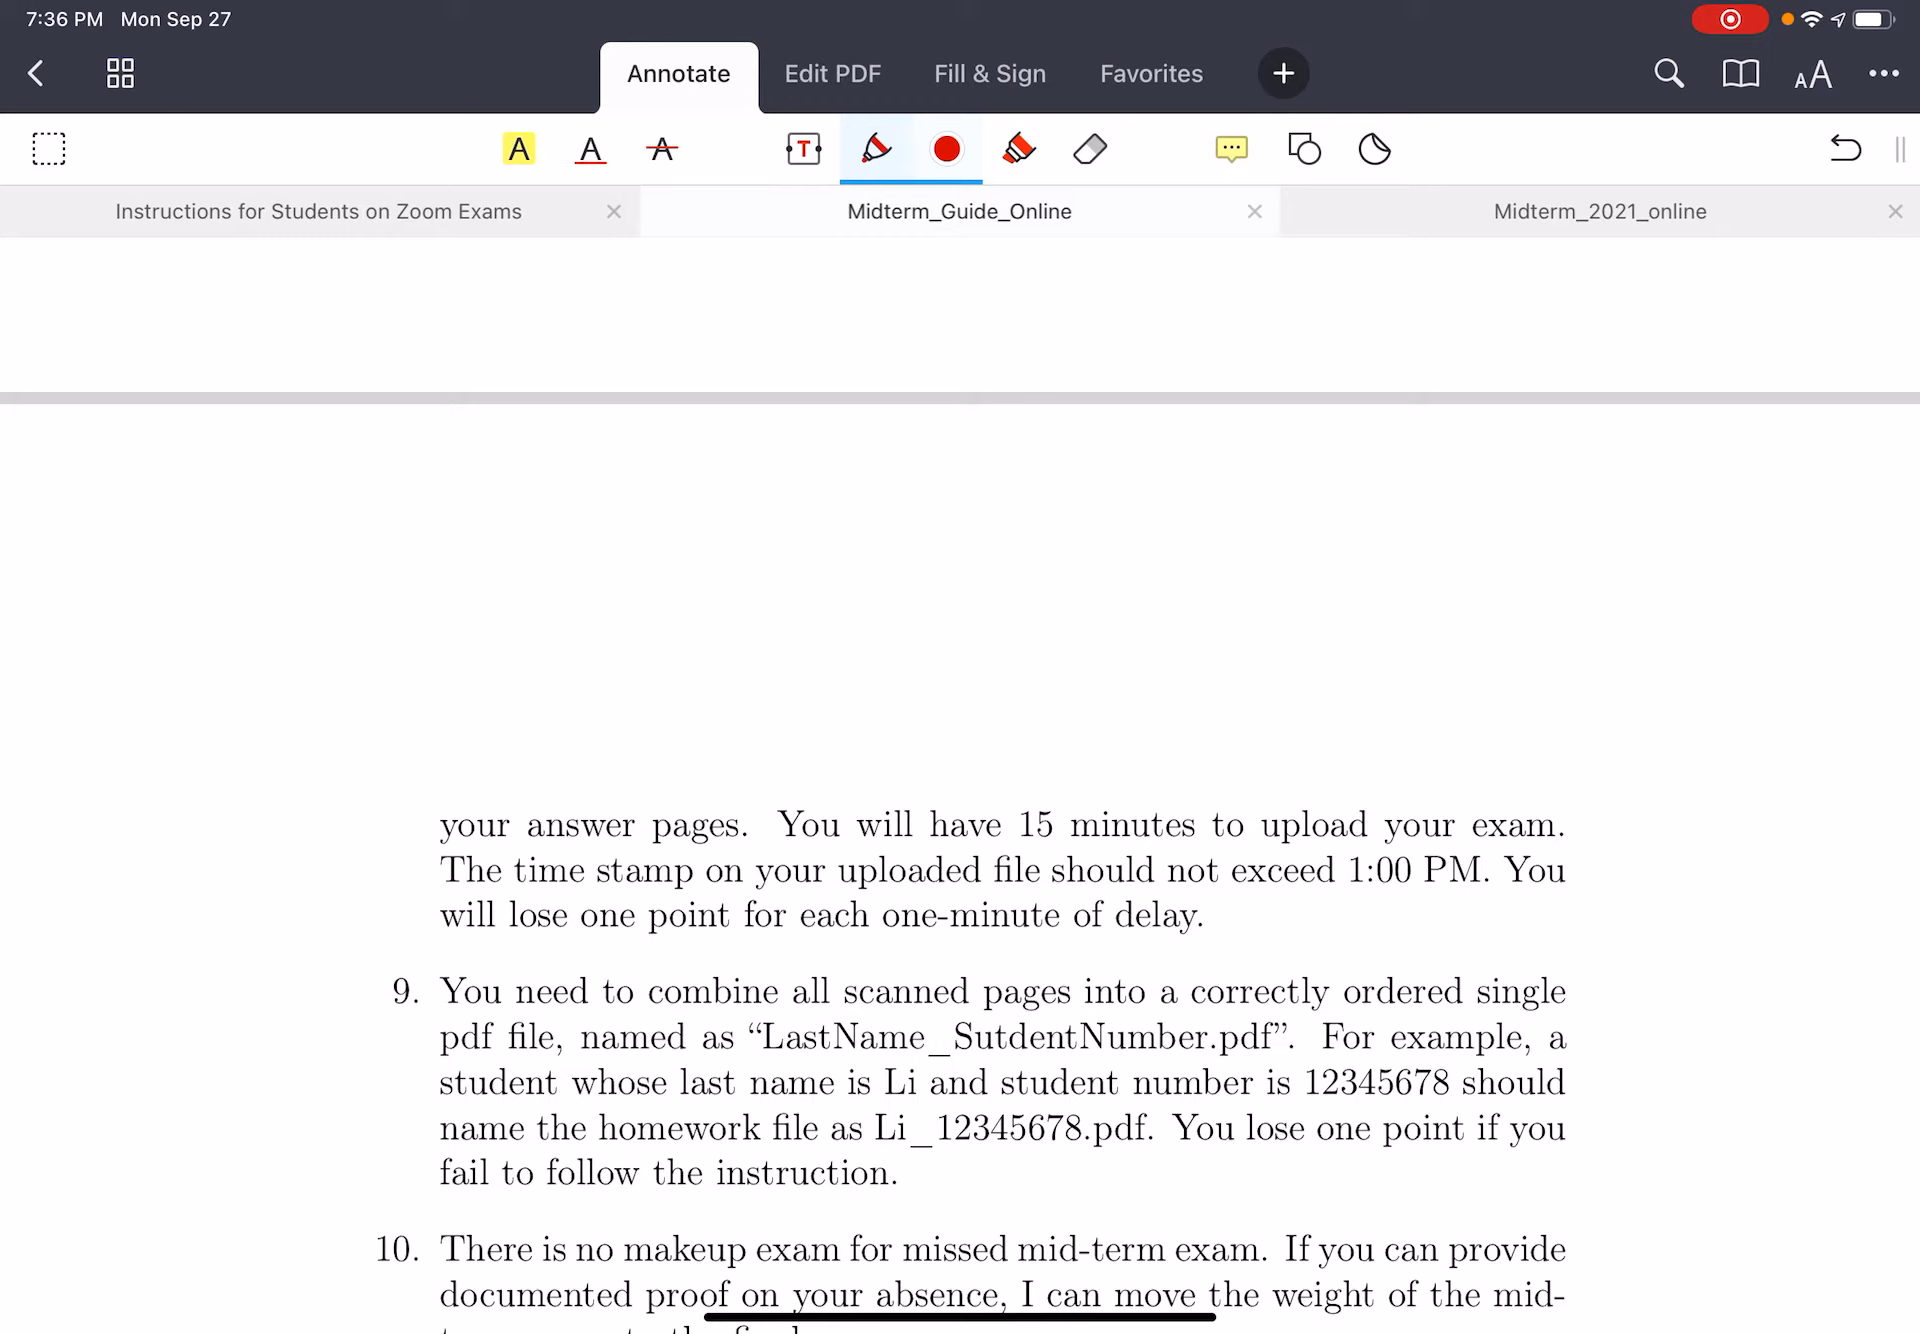 7:36 PM Mon Sep 27
Annotate Edit PDF Fill & Sign Favorites
AA
A A A T
Instructions for Students on Zoom Exams Midterm_Guide_Online Midterm_2021_online
your answer pages. You will have 15 minutes to upload your exam.
The time stamp on your uploaded file should not exceed 1:00 PM. You
will lose one point for each one-minute of delay.
9. You need to combine all scanned pages into a correctly ordered single
pdf file, named as “LastName_SutdentNumber.pdf”. For example, a
student whose last name is Li and student number is 12345678 should
name the homework file as Li_12345678.pdf. You lose one point if you
fail to follow the instruction.
10. There is no makeup exam for missed mid-term exam. If you can provide
documented proof on your absence, I can move the weight of the mid-